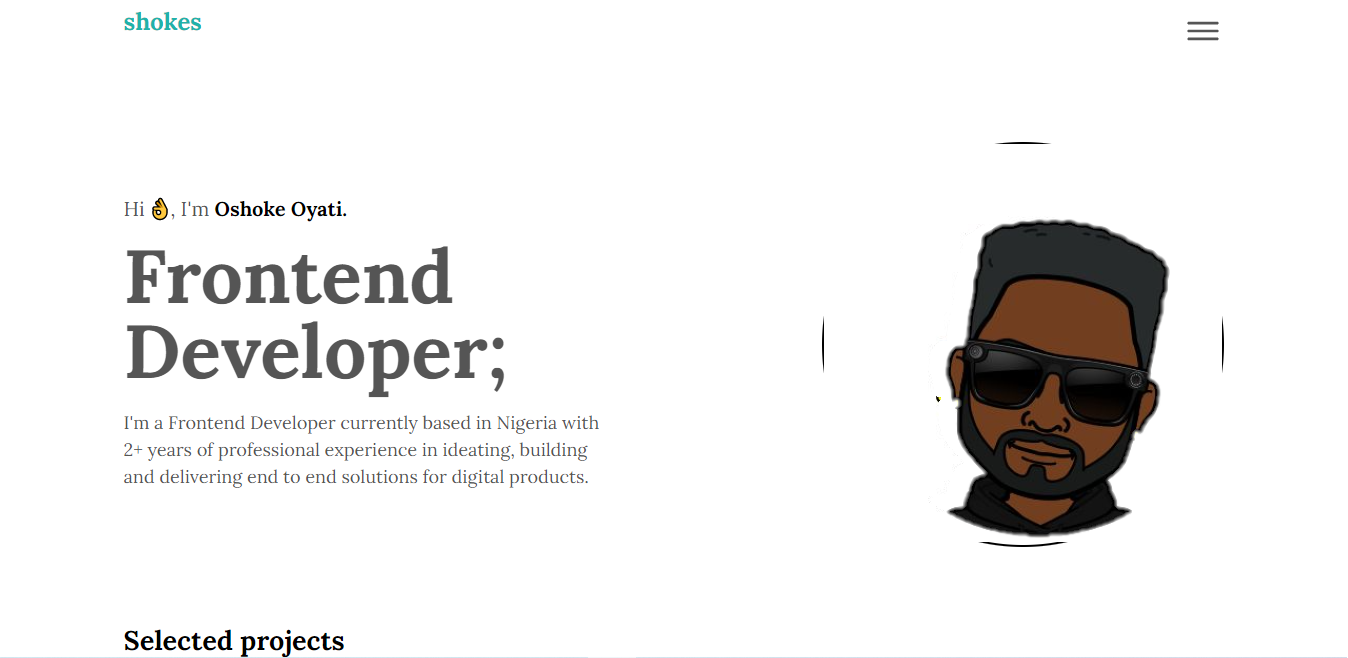 shokes
Hi 👌, I'm Oshoke Oyati.
Frontend
Developer;
I'm a Frontend Developer currently based in Nigeria with
2+ years of professional experience in ideating, building
and delivering end to end solutions for digital products.
Selected projects